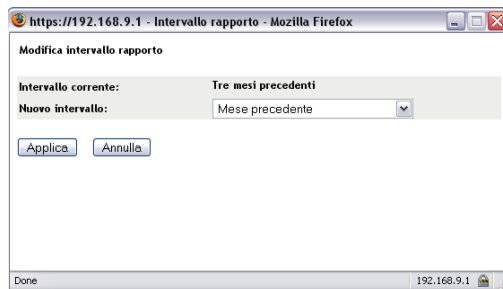 https://192.168.9.1 - Intervallo rapporto - Mozilla Firefox
Modifica intervallo rapporto
Intervallo corrente: Tre mesi precedenti
Nuovo intervallo: Mese precedente
Applica Annulla
Done 192.168.9.1